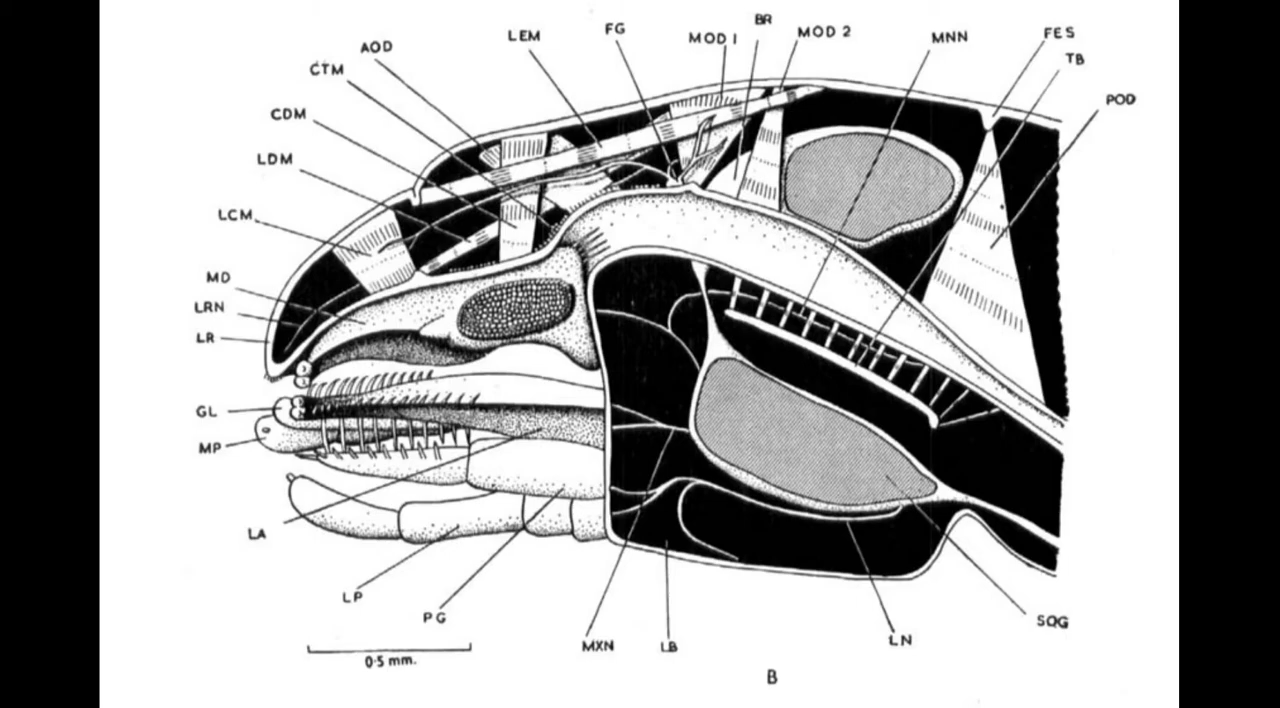 BR
FG
LEM
MOD 1
MOD 2
MNN
FES
AOD
TB
CTM
POD
CDM
LDM
LCM
MD
LRN
LR
GL
MP
LA
LP
PG
MXN
LB
LN
SQG
0·5 mm.
B